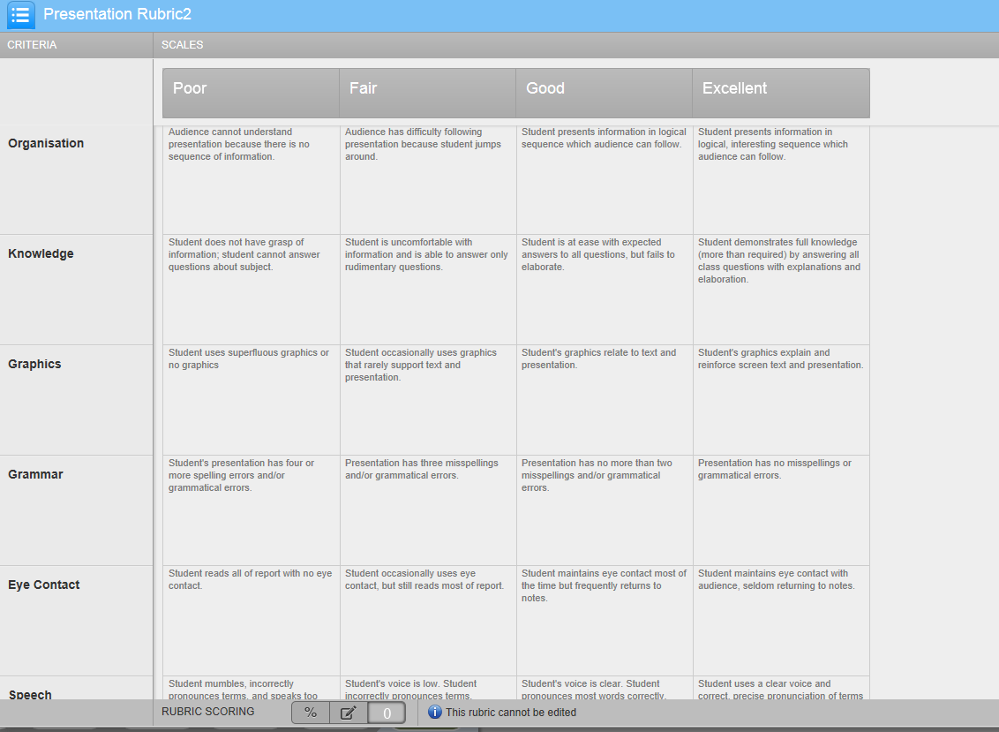 Presentation Rubric2
CRITERIA
SCALES
Poor
Fair
Good
Excellent
Organisation
Audience cannot understand
presentation because there is no
sequence of information.
Audience has difficulty following
presentation because student jumps
around.
Student presents information in logical
sequence which audience can follow.
Student presents information in
logical, interesting sequence which
audience can follow.
Knowledge
Student does not have grasp of
information; student cannot answer
questions about subject.
Student is uncomfortable with
information and is able to answer only
rudimentary questions.
Student is at ease with expected
answers to all questions, but fails to
elaborate.
Student demonstrates full knowledge
(more than required) by answering all
class questions with explanations and
elaboration.
Graphics
Student uses superfluous graphics or
no graphics
Student occasionally uses graphics
that rarely support text and
presentation.
Student's graphics relate to text and
presentation.
Student's graphics explain and
reinforce screen text and presentation.
Grammar
Student's presentation has four or
more spelling errors and/or
grammatical errors.
Presentation has three misspellings
and/or grammatical errors.
Presentation has no more than two
misspellings and/or grammatical
errors.
Presentation has no misspellings or
grammatical errors.
Eye Contact
Student reads all of report with no eye
contact.
Student occasionally uses eye
contact, but still reads most of report.
Student maintains eye contact most of
the time but frequently returns to
notes.
Student maintains eye contact with
audience, seldom returning to notes.
Speech
Student mumbles, incorrectly
pronounces terms, and speaks too
Student's voice is low. Student
incorrectly pronounces terms.
Student's voice is clear. Student
pronounces most words correctly.
Student uses a clear voice and
correct, precise pronunciation of terms
RUBRIC SCORING
%
0
This rubric cannot be edited